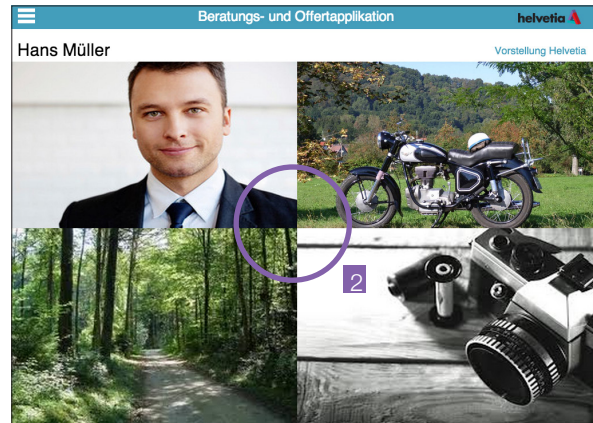 Beratungs- und Offertapplikation
helvetia
Hans Müller
Vorstellung Helvetia
2